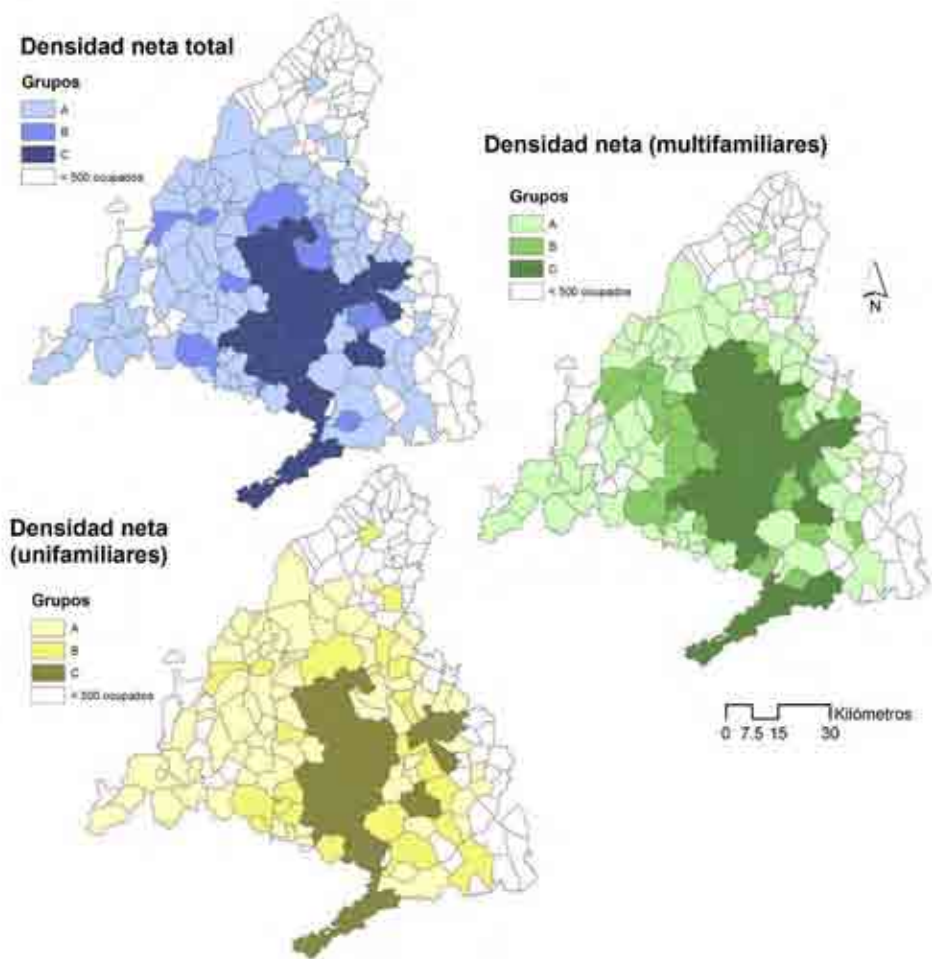 Densidad neta total
Grupos
A
B
C
< 500 ocupados
Densidad neta (multifamiliares)
Grupos
A
B
C
< 500 ocupados
N
Densidad neta
(unifamiliares)
Grupos
A
B
C
< 500 ocupados
Kilómetros
0 7.5 15 30